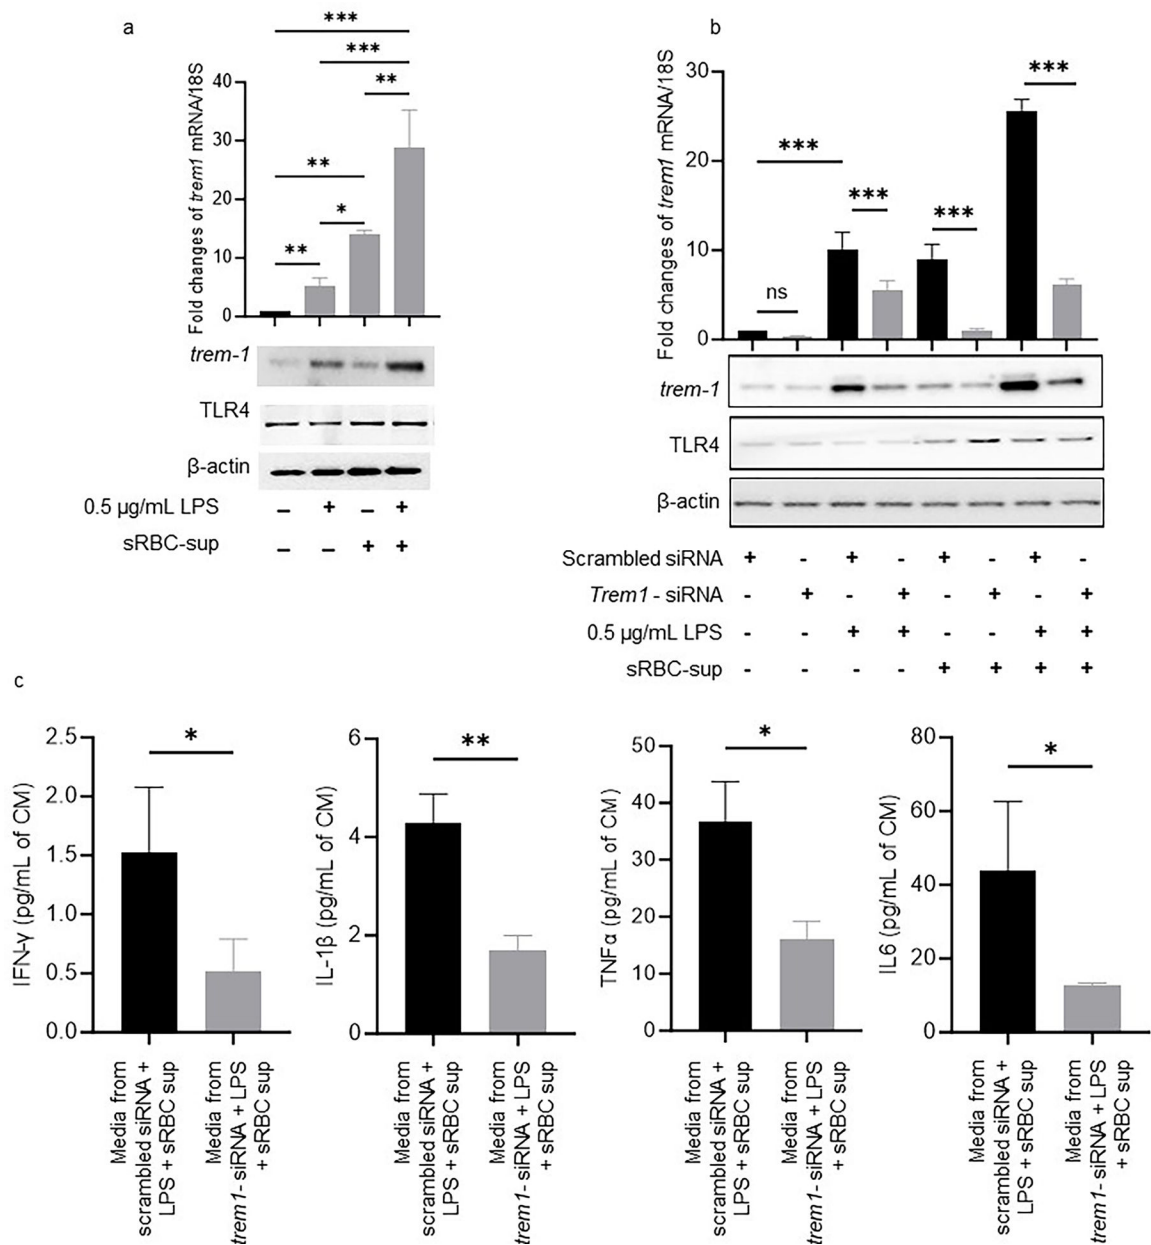 a
***
***
**
**
*
**
Fold changes of trem1 mRNA/18S
40
30
20
10
0
trem-1
TLR4
β-actin
0.5 µg/mL LPS – + – +
sRBC-sup – – + +
b
***
***
***
***
ns
Fold changes of trem1 mRNA/18S
30
20
10
0
trem-1
TLR4
β-actin
Scrambled siRNA + - + - + - + -
Trem1 - siRNA - + - + - + - +
0.5 µg/mL LPS - - + + - - + +
sRBC-sup - - - - + + + +
c
*
IFN-γ (pg/mL of CM)
2.5
2.0
1.5
1.0
0.5
0.0
Media from
scrambled siRNA +
LPS + sRBC sup
Media from
trem1- siRNA + LPS
+ sRBC sup
**
IL-1β (pg/mL of CM)
6
4
2
0
Media from
scrambled siRNA +
LPS + sRBC sup
Media from
trem1- siRNA + LPS
+ sRBC sup
*
TNFα (pg/mL of CM)
50
40
30
20
10
0
Media from
scrambled siRNA +
LPS + sRBC sup
Media from
trem1- siRNA + LPS
+ sRBC sup
*
IL6 (pg/mL of CM)
80
60
40
20
0
Media from
scrambled siRNA +
LPS + sRBC sup
Media from
trem1- siRNA + LPS
+ sRBC sup